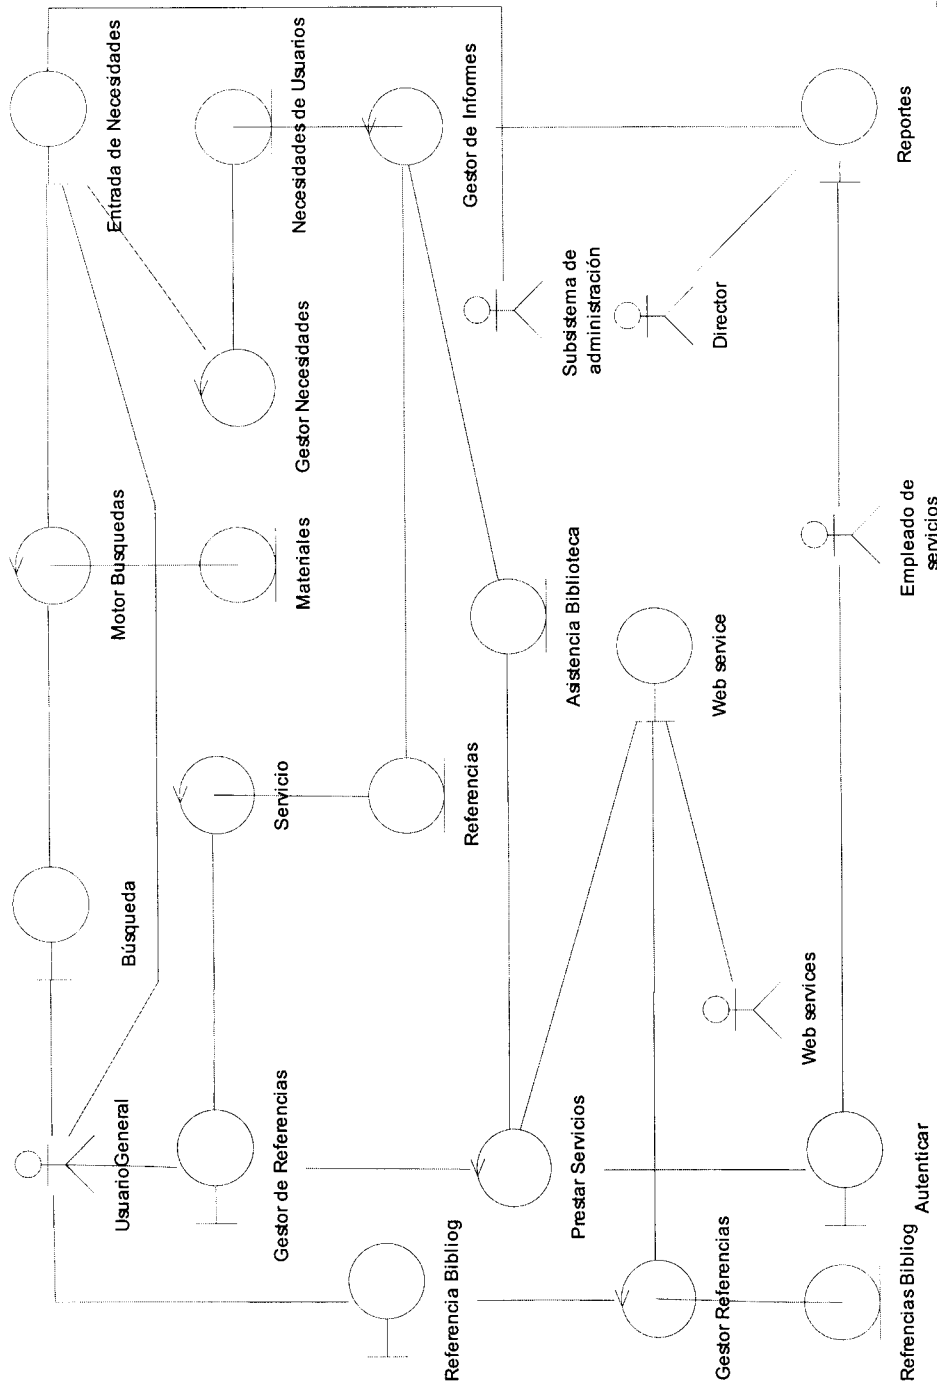 UsuarioGeneral
Búsqueda
Motor Busquedas
Entrada de Necesidades
Gestor de Referencias
Servicio
Materiales
Gestor Necesidades
Necesidades de Usuarios
Referencia Bibliog
Referencias
Gestor de Informes
Prestar Servicios
Asistencia Biblioteca
Subsistema de
administración
Gestor Referencias
Web services
Web service
Director
Refrencias Bibliog
Autenticar
Empleado de
servicios
Reportes